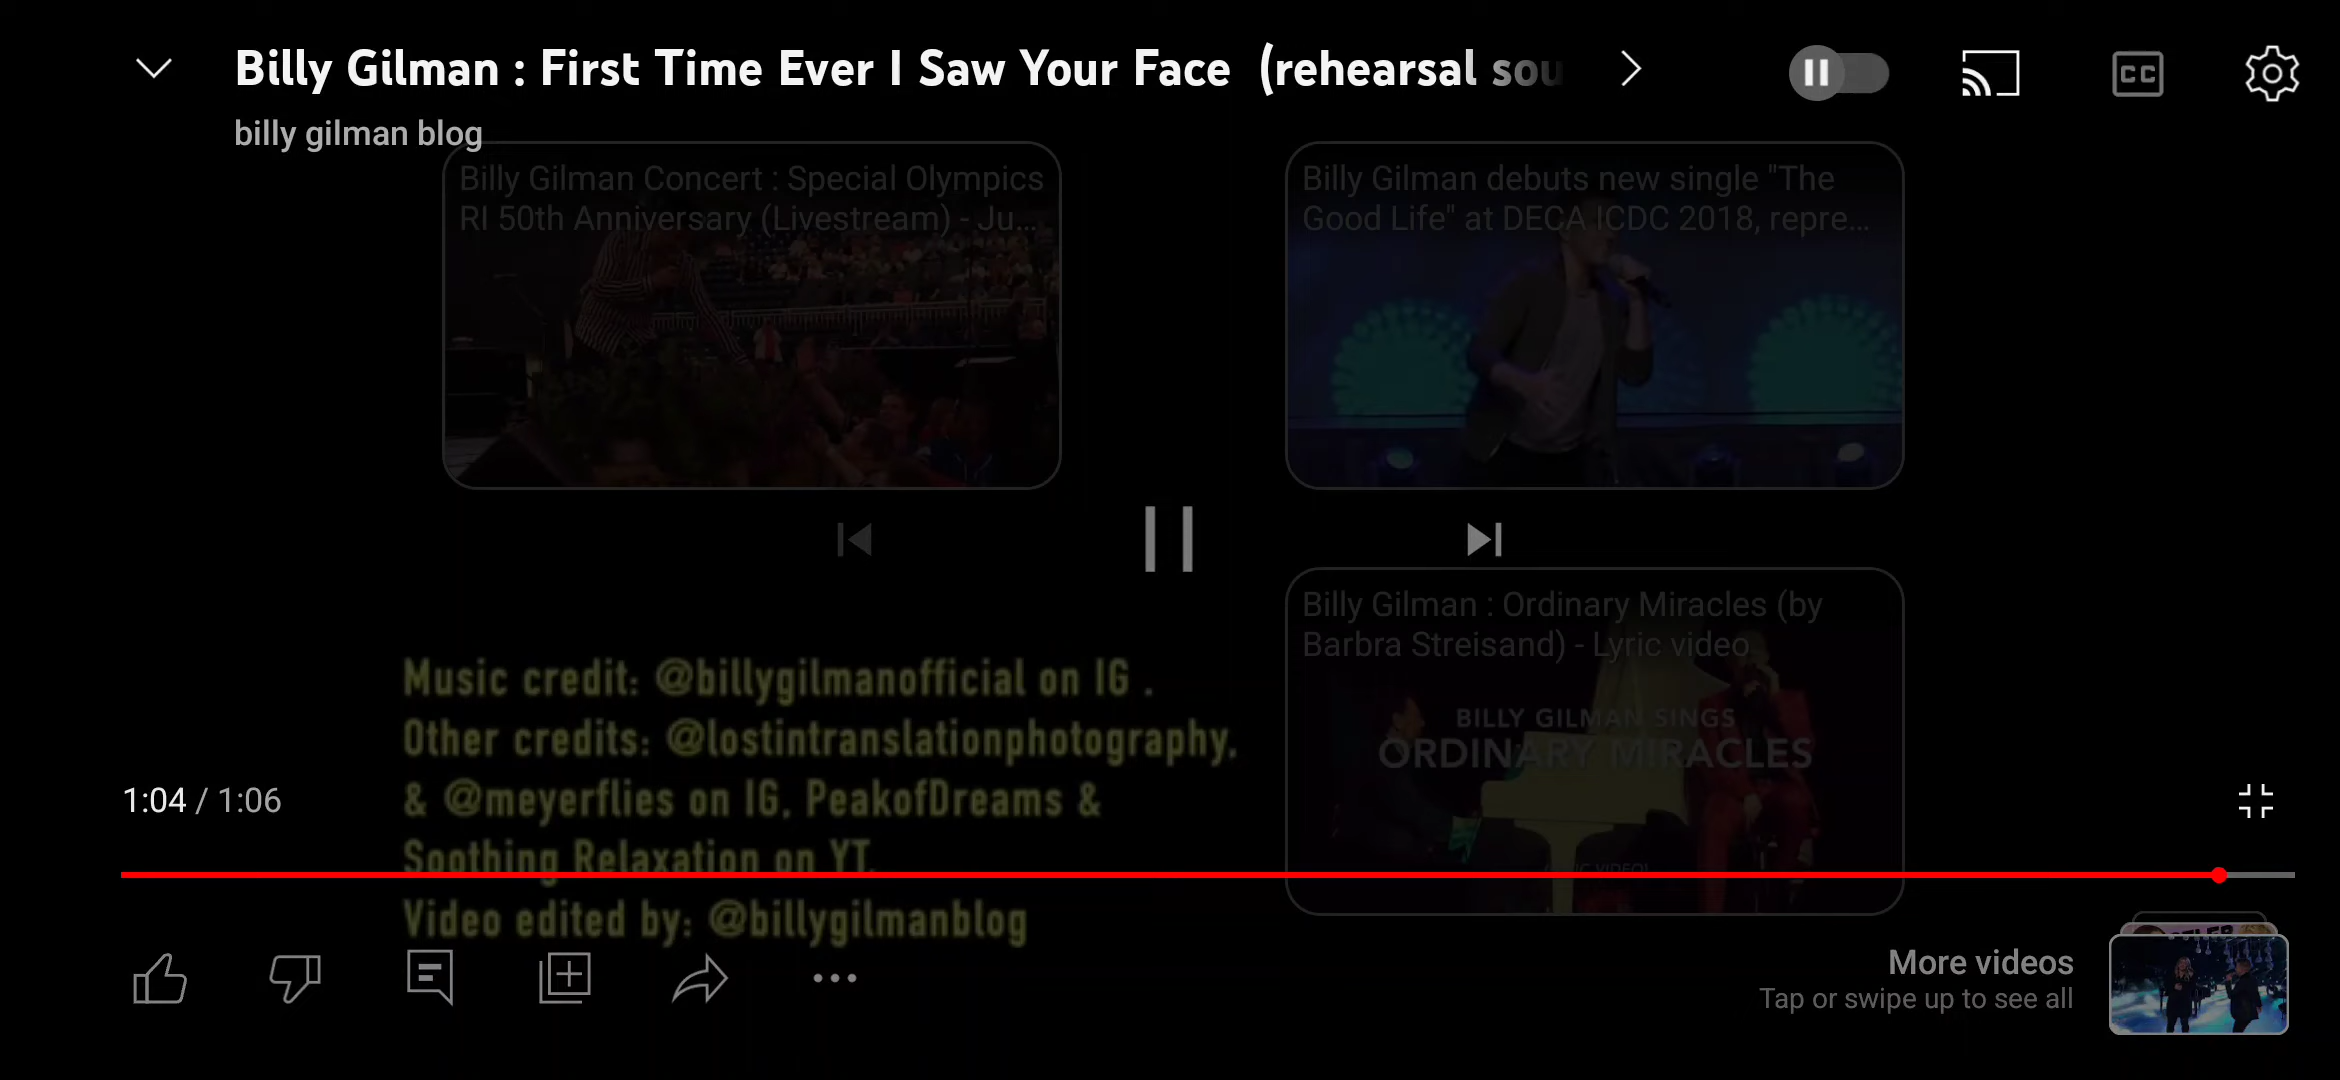 Billy Gilman : First Time Ever I Saw Your Face (rehearsal sou
billy gilman blog
Billy Gilman Concert : Special Olympics
RI 50th Anniversary (Livestream) - Ju...
Billy Gilman debuts new single "The
Good Life" at DECA ICDC 2018, repre...
Billy Gilman : Ordinary Miracles (by
Barbra Streisand) - Lyric video
BILLY GILMAN SINGS
ORDINARY MIRACLES
Music credit: @billygilmanofficial on IG .
Other credits: @lostintranslationphotography,
& @meyerflies on IG, PeakofDreams &
Soothing Relaxation on YT.
Video edited by: @billygilmanblog
1:04 / 1:06
CC
More videos
Tap or swipe up to see all